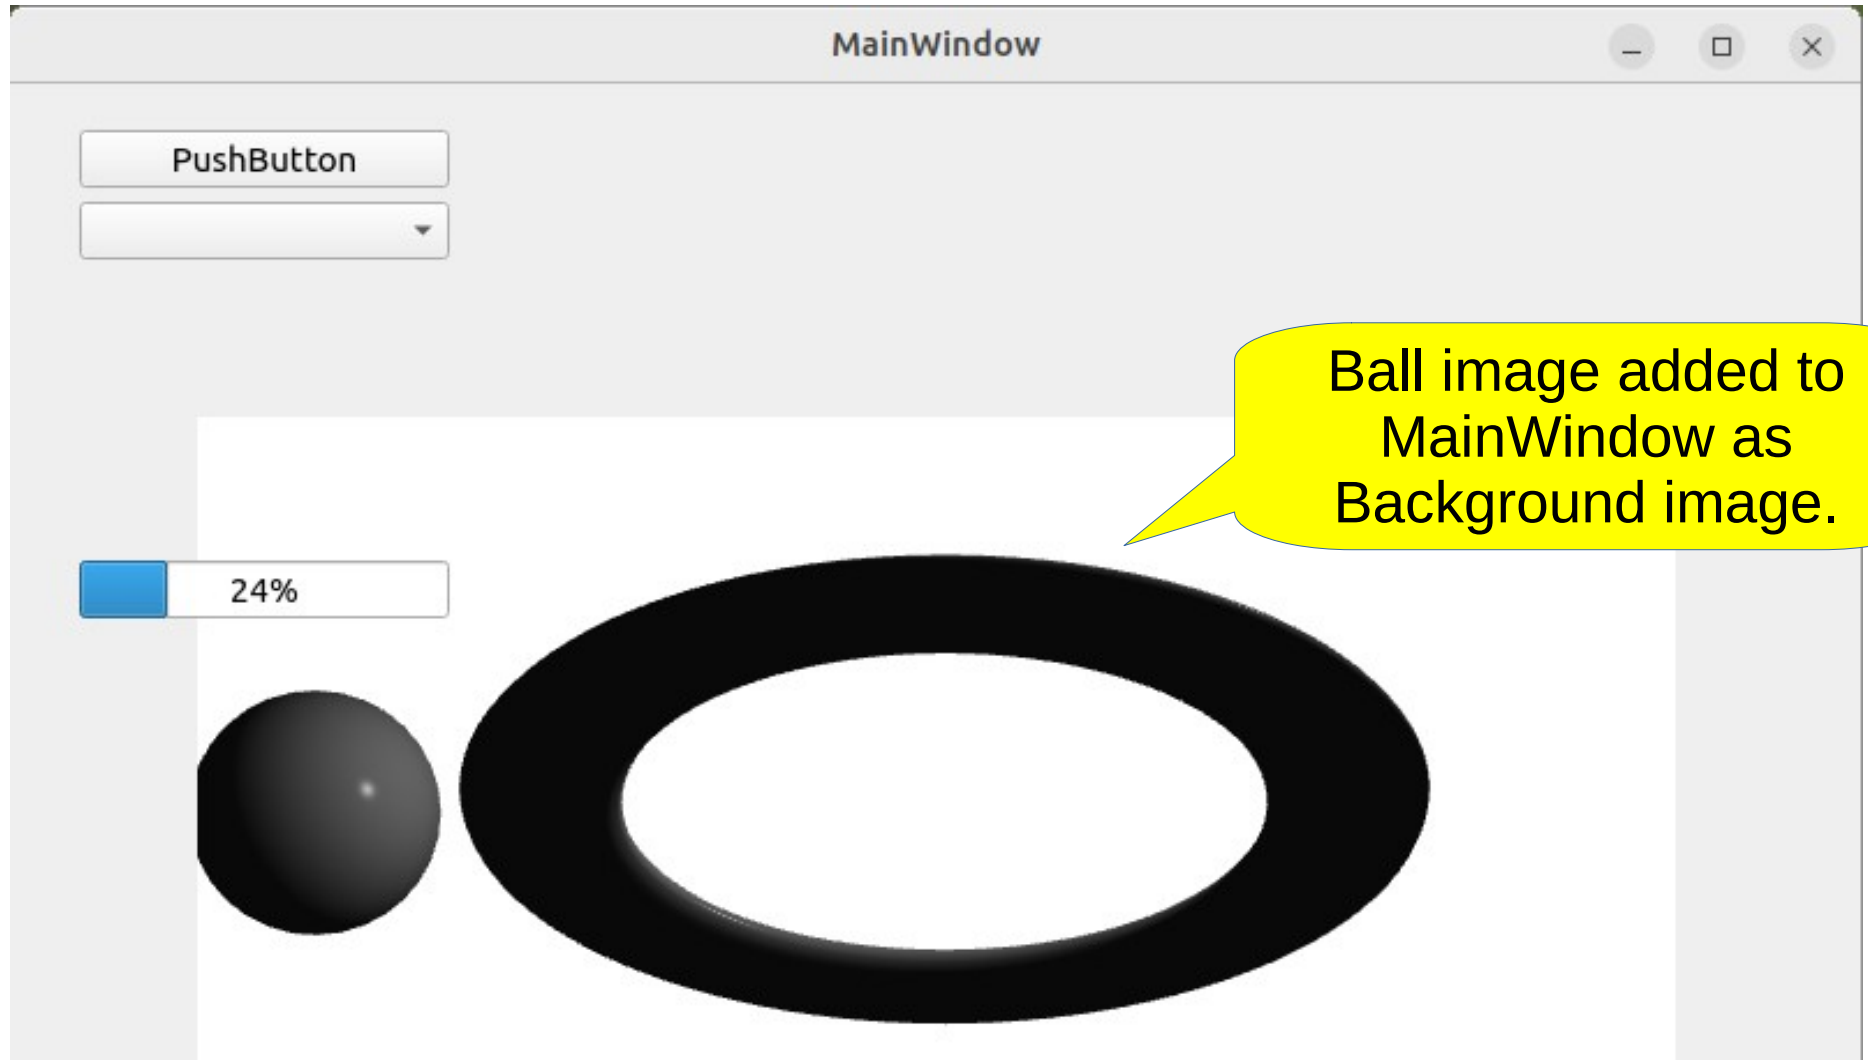 MainWindow
PushButton
Ball image added to
MainWindow as
Background image.
24%